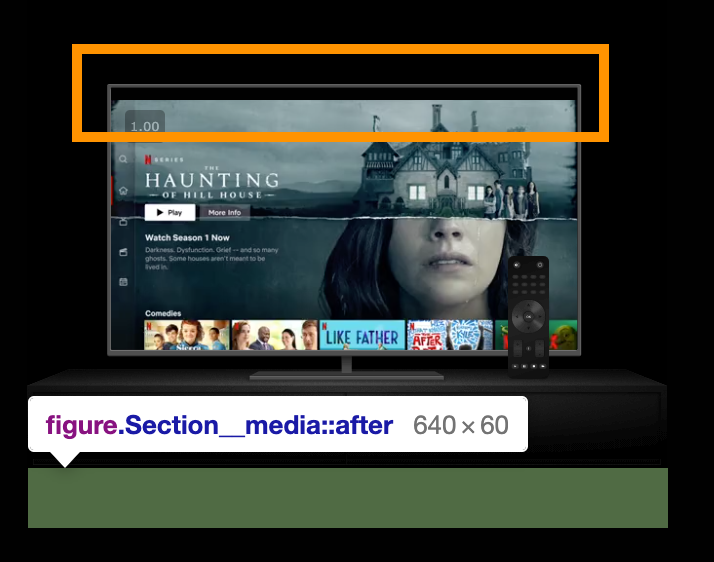 1.00
N SERIES
THE
HAUNTING
OF HILL HOUSE
Play More Info
Watch Season 1 Now
Darkness. Dysfunction. Grief — and so many
ghosts. Some houses aren't meant to be
lived in.
Comedies
Sierra
LIKE FATHER
THE AFTER PARTY
figure.Section__media::after 640 × 60